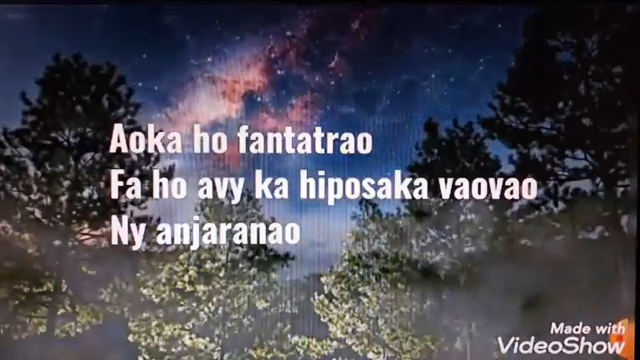 Aoka ho fantatrao
Fa ho avy ka hiposaka vaovao
Ny anjaranao
Made with
VideoShow